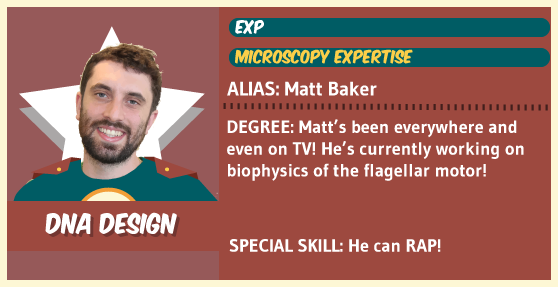 EXP
MICROSCOPY EXPERTISE
ALIAS: Matt Baker
DEGREE: Matt's been everywhere and
even on TV! He's currently working on
biophysics of the flagellar motor!
DNA DESIGN
SPECIAL SKILL: He can RAP!